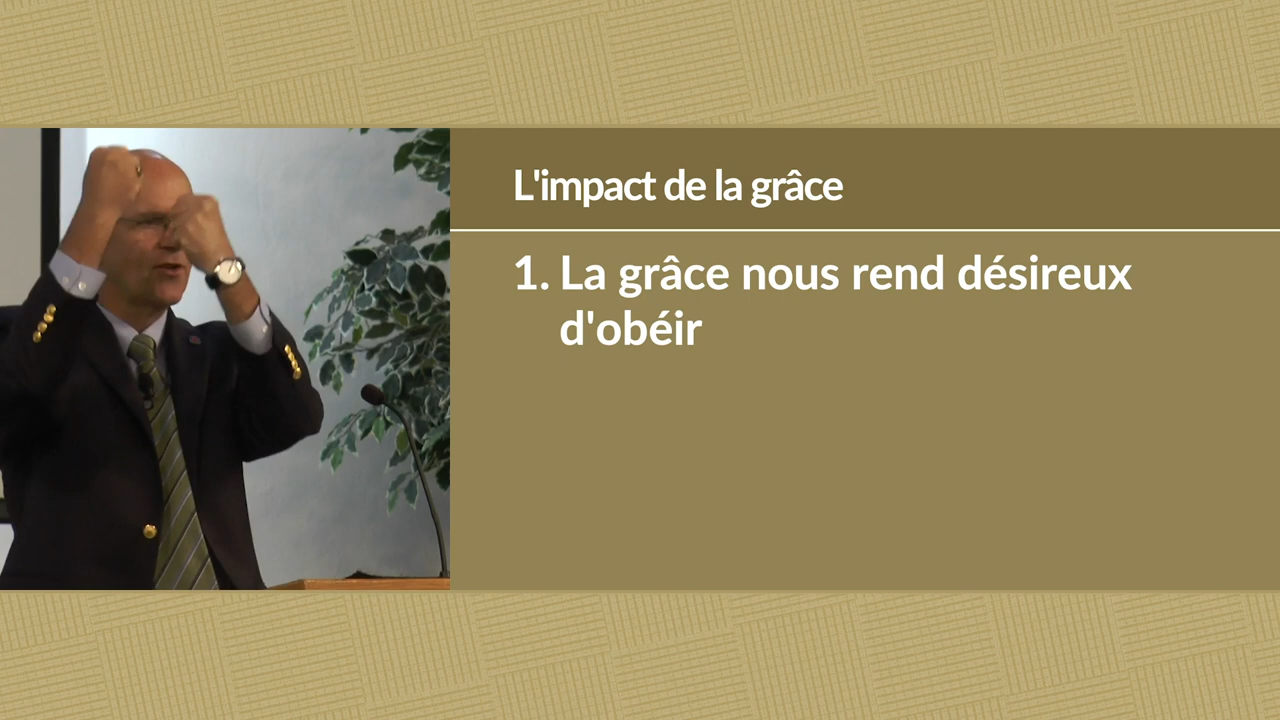 L'impact de la grâce
1. La grâce nous rend désireux
d'obéir